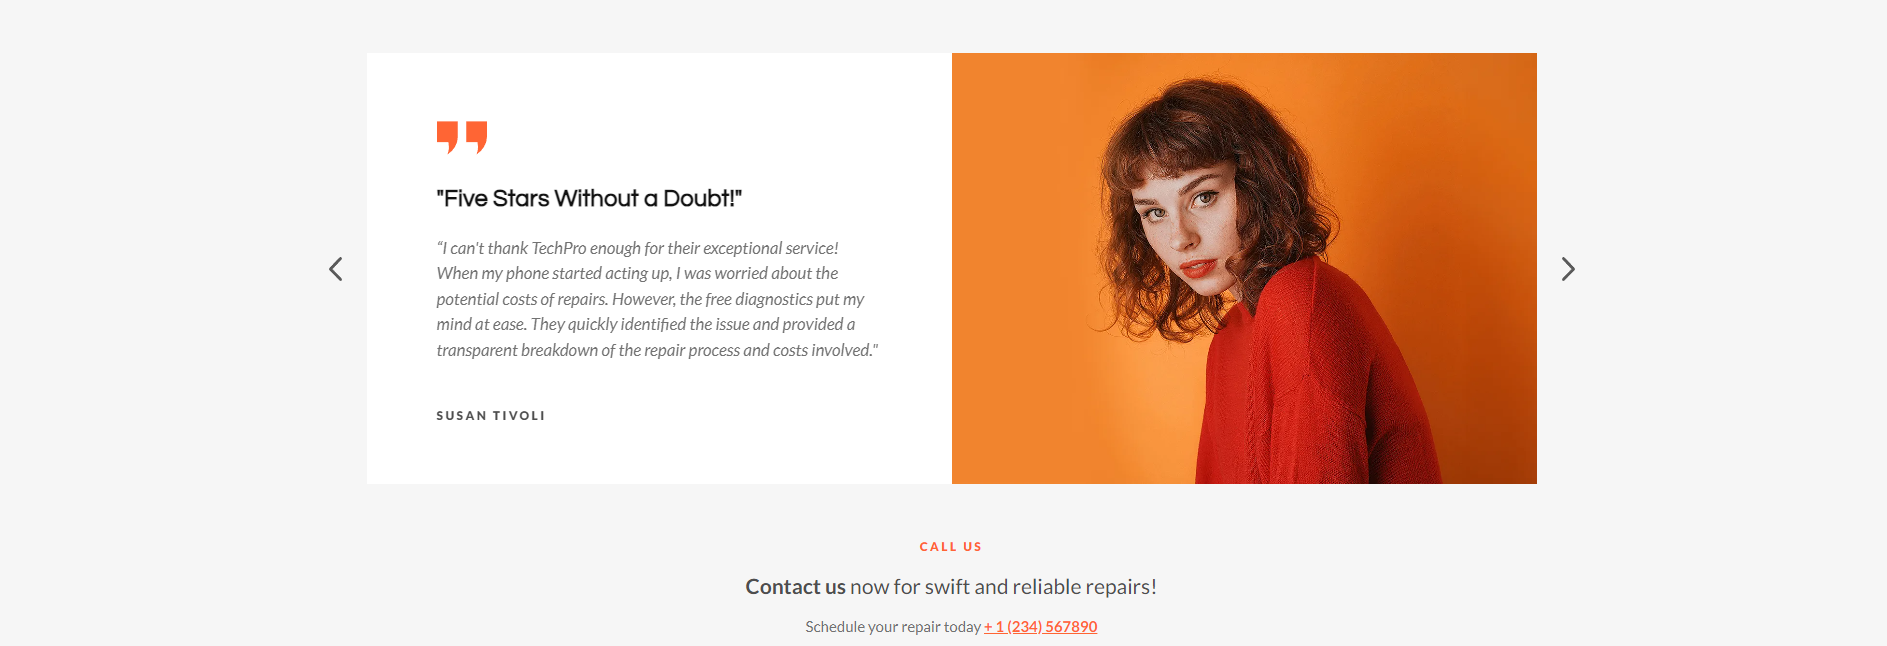 "Five Stars Without a Doubt!"
“I can't thank TechPro enough for their exceptional service!
When my phone started acting up, I was worried about the
potential costs of repairs. However, the free diagnostics put my
mind at ease. They quickly identified the issue and provided a
transparent breakdown of the repair process and costs involved."
SUSAN TIVOLI
CALL US
Contact us now for swift and reliable repairs!
Schedule your repair today + 1 (234) 567890